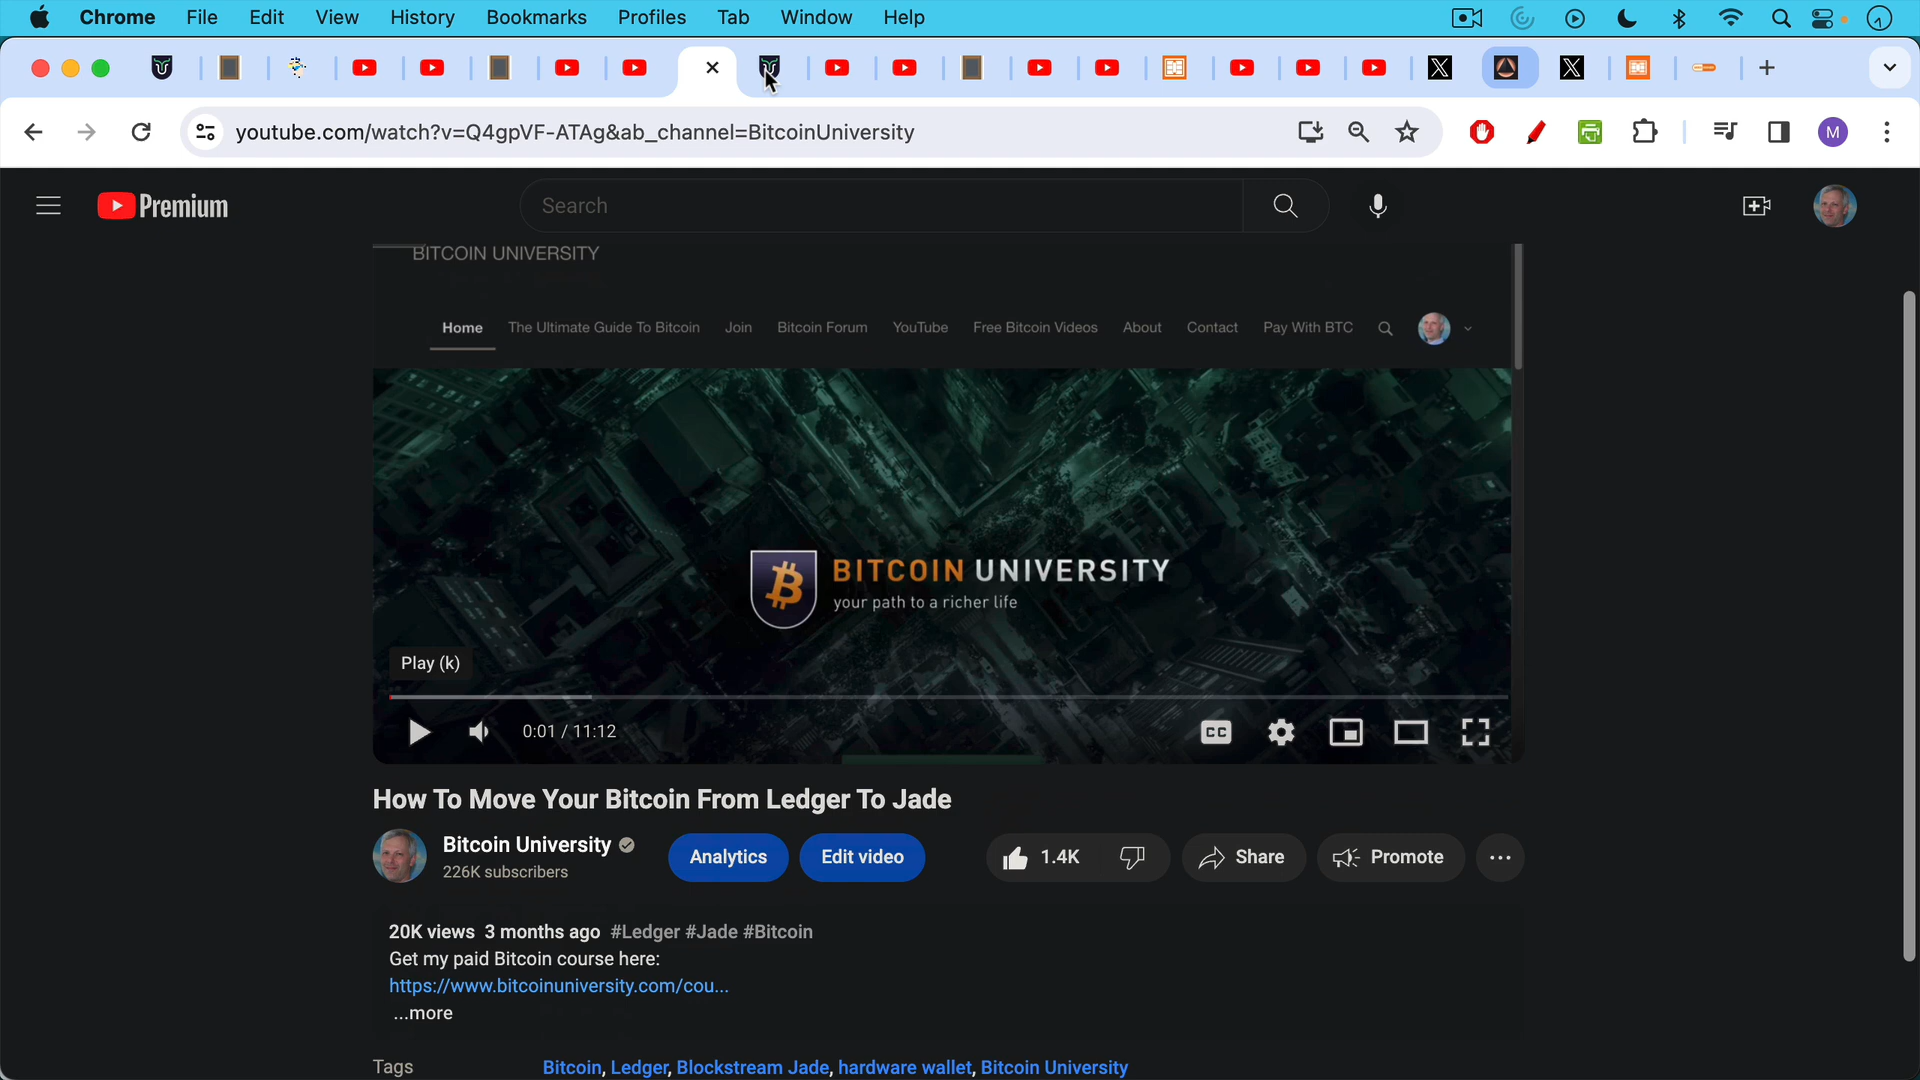 Chrome File Edit View History Bookmarks Profiles Tab Window Help
youtube.com/watch?v=Q4gpVF-ATAg&ab_channel=BitcoinUniversity
M
Premium
Search
BITCOIN UNIVERSITY
Home The Ultimate Guide To Bitcoin Join Bitcoin Forum YouTube Free Bitcoin Videos About Contact Pay With BTC
BITCOIN UNIVERSITY
your path to a richer life
Play (k)
0:01 / 11:12
CC
How To Move Your Bitcoin From Ledger To Jade
Bitcoin University
226K subscribers
Analytics
Edit video
1.4K
Share
Promote
20K views 3 months ago #Ledger #Jade #Bitcoin
Get my paid Bitcoin course here:
https://www.bitcoinuniversity.com/cou...
...more
Tags Bitcoin, Ledger, Blockstream Jade, hardware wallet, Bitcoin University